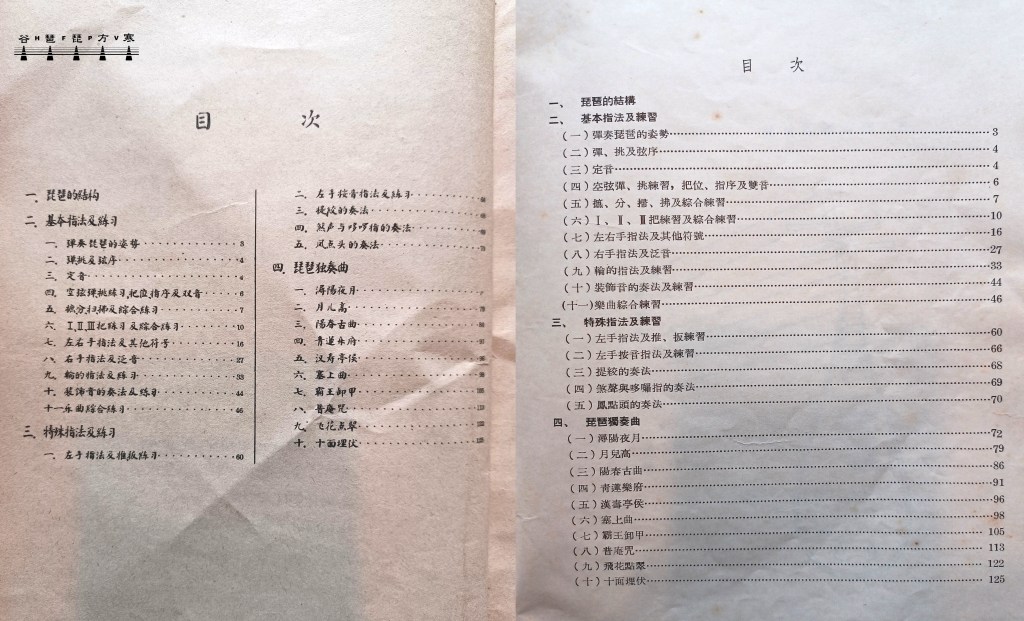 谷H琶F琵P方V寒
目 次
一、琵琶的結构
二、基本指法及练习
一、弹奏琵琶的姿势…………3
二、弹挑及弦序…………4
三、定音…………4
四、空弦弹挑练习,把位,指序及双音……6
五、分拂及綜合练习…………7
六、I、II、III把练习及綜合练习…………10
七、左右手指法及其他符号…………16
八、右手指法及泛音…………27
九、輪的指法及练习…………33
十、装饰音的奏法及练习…………44
十一、乐曲綜合练习…………46
三、特殊指法及练习
一、左手指法及推扳练习…………60
二、左手按音指法及练习…………
三、提絞的奏法…………
四、煞声与哆啰指的奏法…………
五、凤点头的奏法…………
四、琵琶独奏曲
一、潯陽夜月…………
二、月儿高…………
三、陽春古曲…………
四、青蓮乐府…………
五、汉寿亭侯…………
六、塞上曲…………
七、霸王卸甲…………
八、普庵咒…………
九、飞花点翠…………
十、十面埋伏…………
目 次
一、 琵琶的結構
二、 基本指法及練習
(一)彈奏琵琶的姿勢…………3
(二)彈、挑及弦序…………4
(三)定音…………4
(四)空弦彈、挑練習;把位、指序及雙音…………6
(五)分、拂及綜合練習…………7
(六)I、II、III把練習及綜合練習…………10
(七)左右手指法及其他符號…………16
(八)右手指法及泛音…………27
(九)輪的指法及練習…………33
(十)裝飾音的奏法及練習…………44
(十一)樂曲綜合練習…………46
三、 特殊指法及練習
(一)左手指法及推、扳練習…………60
(二)左手按音指法及練習…………66
(三)提絞的奏法…………68
(四)煞聲與哆囉指的奏法…………69
(五)鳳點頭的奏法…………70
四、 琵琶獨奏曲
(一)潯陽夜月…………72
(二)月兒高…………79
(三)陽春古曲…………86
(四)青蓮樂府…………91
(五)漢壽亭侯…………96
(六)塞上曲…………98
(七)霸王卸甲…………105
(八)普庵咒…………113
(九)飛花點翠…………122
(十)十面埋伏…………125